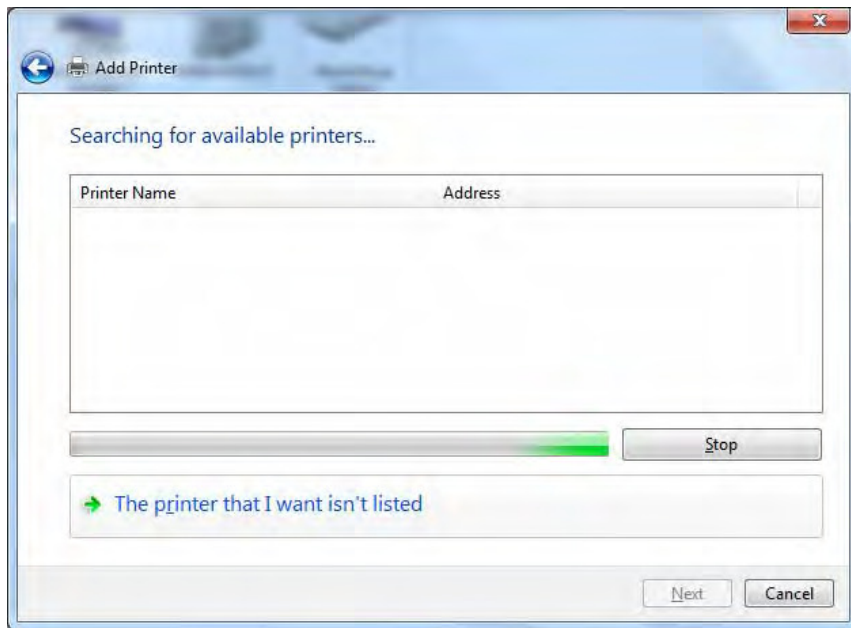 Add Printer
Searching for available printers...
Printer Name Address
Stop
The printer that I want isn't listed
Next Cancel